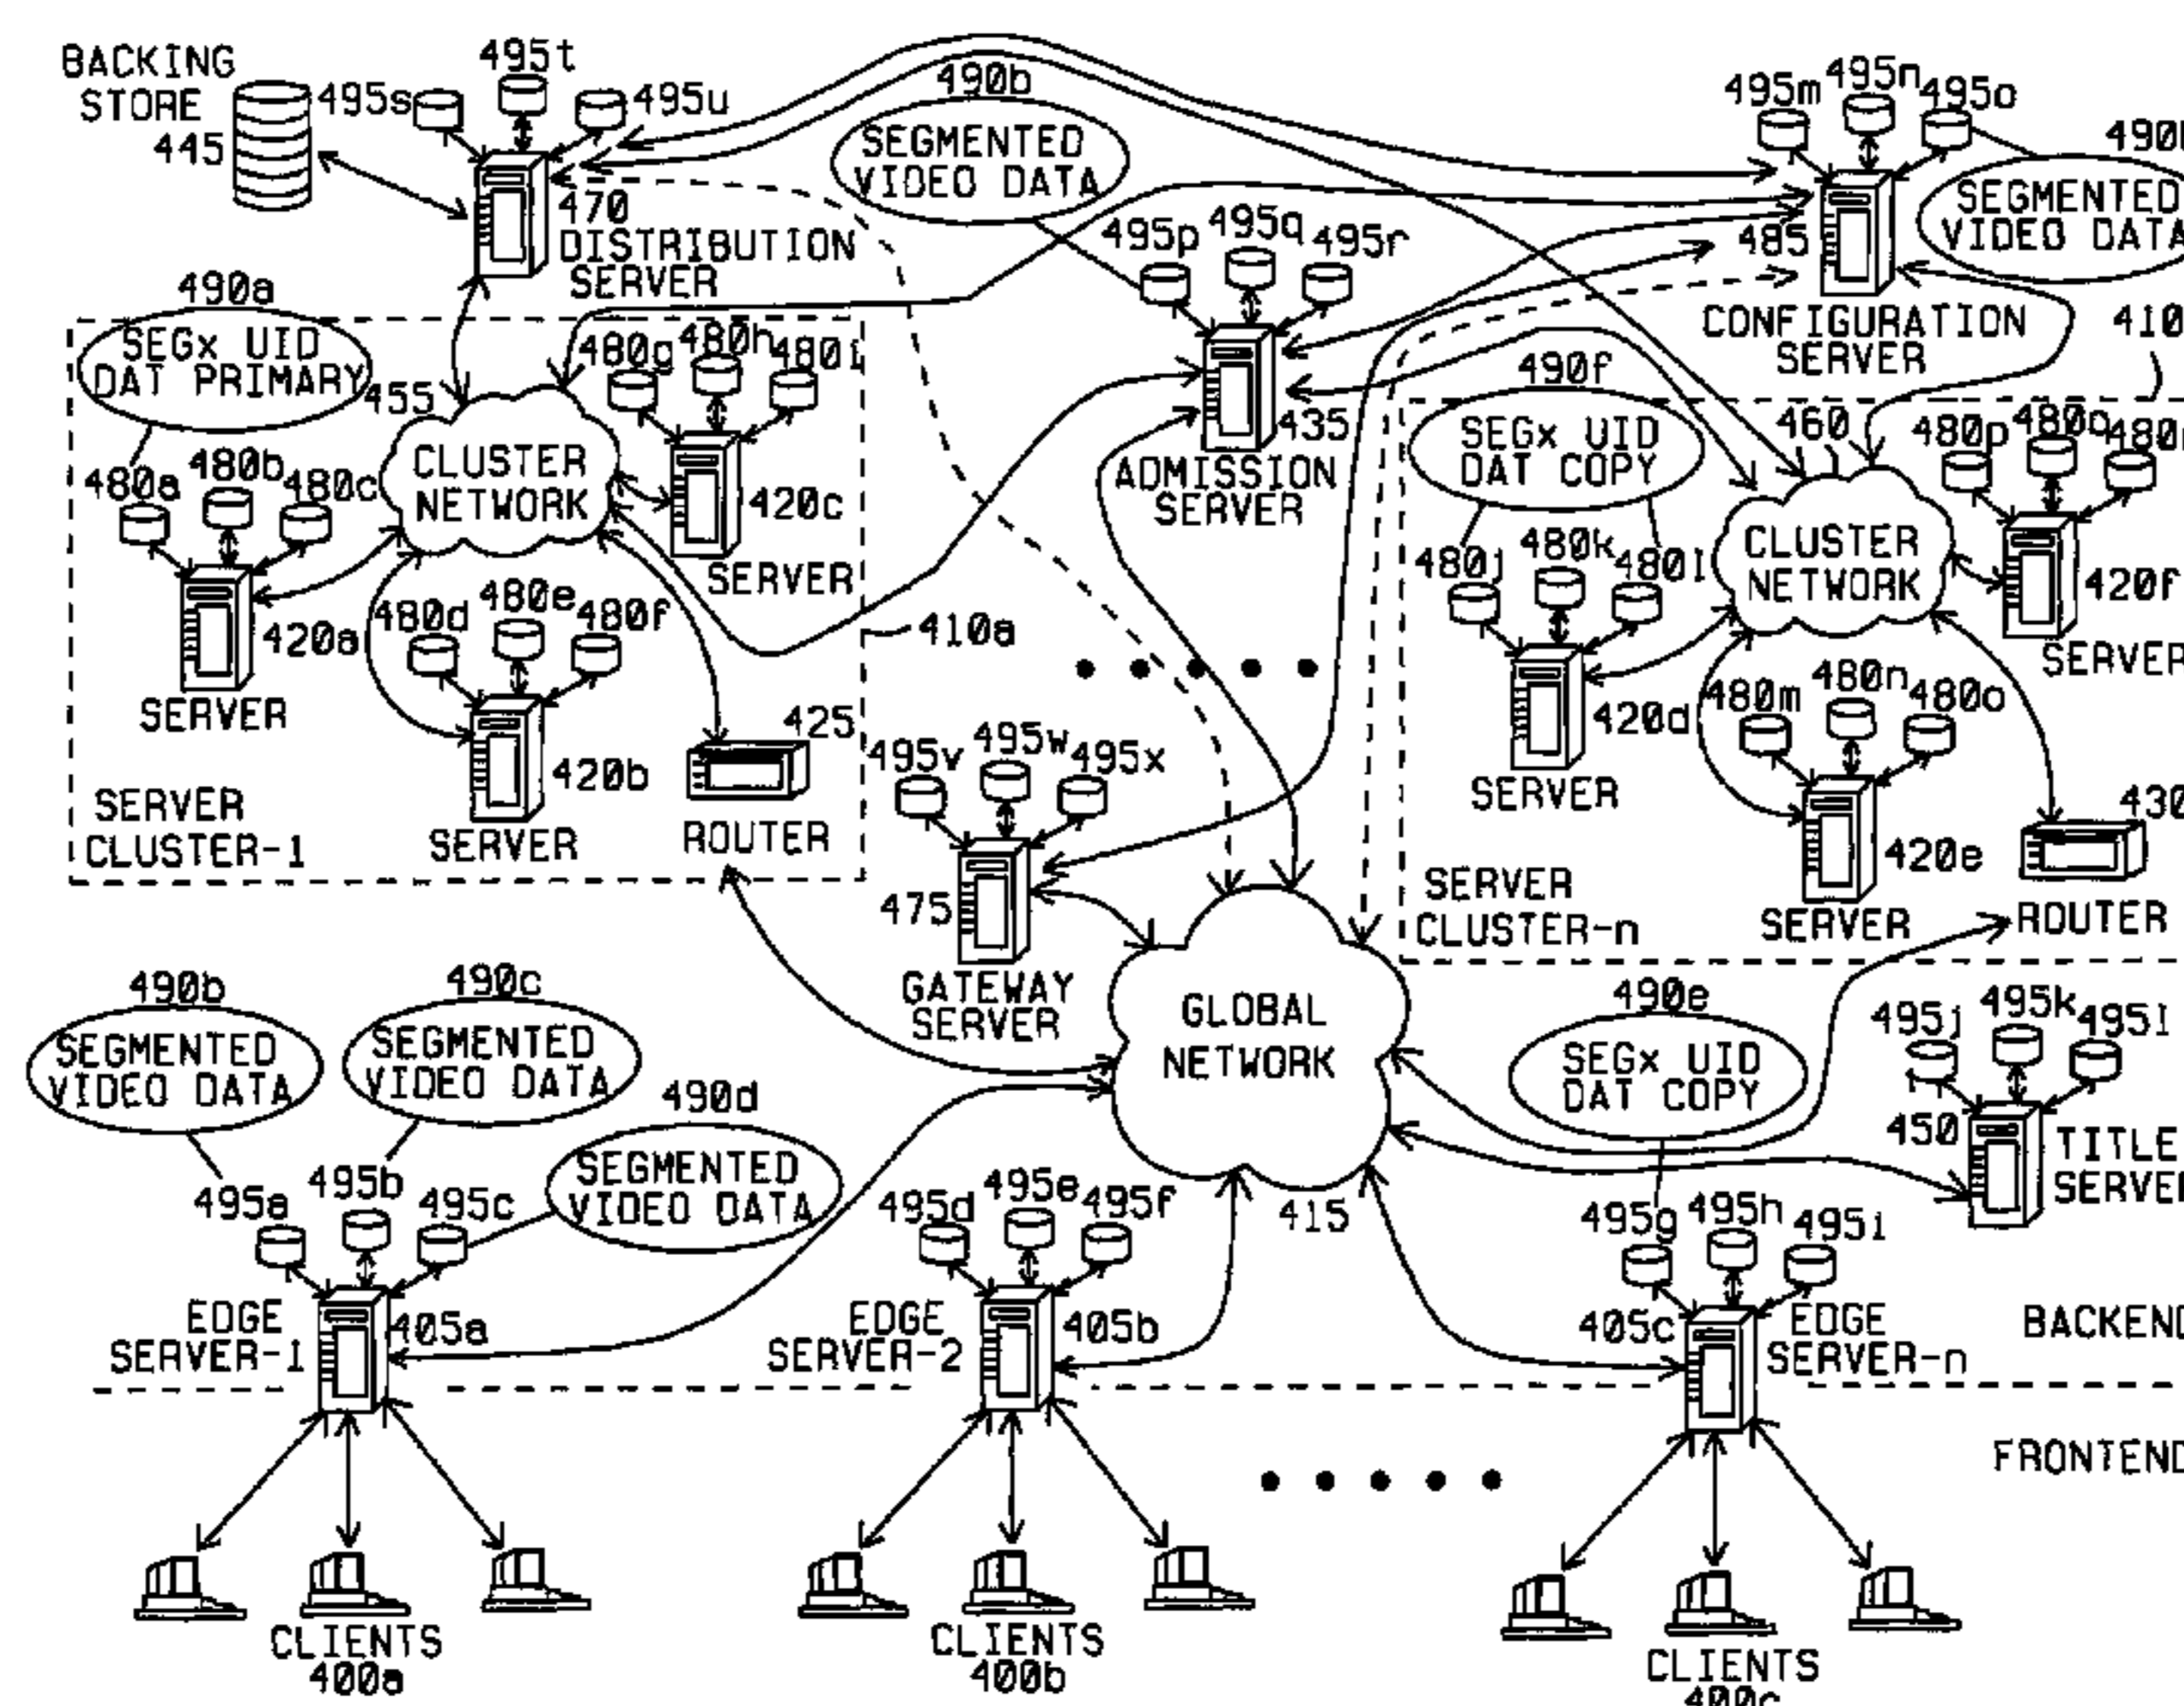 BACKING
STORE
445
495s
495t
495u
490b
SEGMENTED
VIDEO DATA
495m
495n
495o
SEGMENTED
VIDEO DATA
470
DISTRIBUTION
SERVER
495p
495q
495r
485
CONFIGURATION
SERVER
490a
SEGx UID
DAT PRIMARY
455
480g
480h
480i
490f
SEGx UID
DAT COPY
435
ADMISSION
SERVER
460
480p
CLUSTER
NETWORK
480a
480b
480c
420c
SERVER
480j
480k
480l
CLUSTER
NETWORK
420f
SERVER
420a
SERVER
480d
480e
480f
410a
420d
SERVER
480m
480n
480o
425
420b
SERVER
ROUTER
SERVER
CLUSTER-1
495v
495w
495x
475
GATEWAY
SERVER
420e
SERVER
430
ROUTER
SERVER
CLUSTER-n
490b
SEGMENTED
VIDEO DATA
490c
SEGMENTED
VIDEO DATA
490d
SEGMENTED
VIDEO DATA
GLOBAL
NETWORK
415
490e
SEGx UID
DAT COPY
495j
495k
495l
450
TITLE
SERVER
495a
495b
495c
495d
495e
495f
495g
495h
495i
EDGE
SERVER-1
405a
EDGE
SERVER-2
405b
405c
EDGE
SERVER-n
BACKEND
FRONTEND
CLIENTS
400a
CLIENTS
400b
CLIENTS
400c